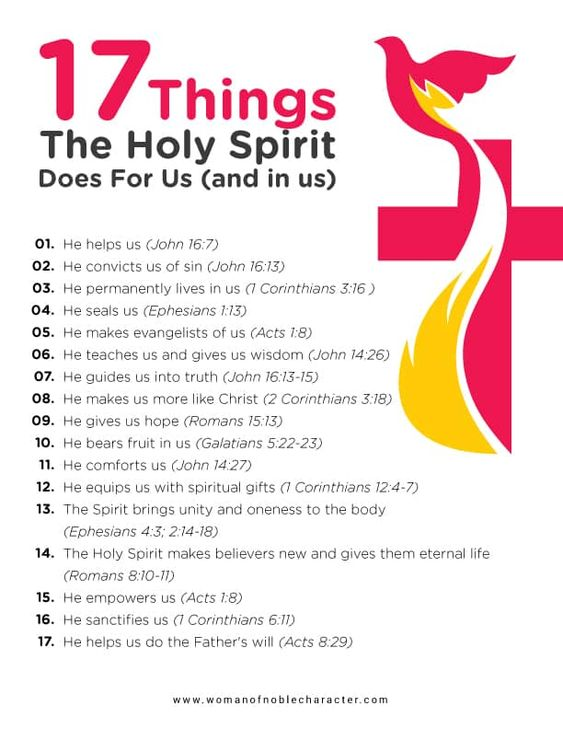 17 Things
The Holy Spirit
Does For Us (and in us)
01. He helps us (John 16:7)
02. He convicts us of sin (John 16:13)
03. He permanently lives in us (1 Corinthians 3:16 )
04. He seals us (Ephesians 1:13)
05. He makes evangelists of us (Acts 1:8)
06. He teaches us and gives us wisdom (John 14:26)
07. He guides us into truth (John 16:13-15)
08. He makes us more like Christ (2 Corinthians 3:18)
09. He gives us hope (Romans 15:13)
10. He bears fruit in us (Galatians 5:22-23)
11. He comforts us (John 14:27)
12. He equips us with spiritual gifts (1 Corinthians 12:4-7)
13. The Spirit brings unity and oneness to the body
(Ephesians 4:3; 2:14-18)
14. The Holy Spirit makes believers new and gives them eternal life
(Romans 8:10-11)
15. He empowers us (Acts 1:8)
16. He sanctifies us (1 Corinthians 6:11)
17. He helps us do the Father's will (Acts 8:29)
www.womanofnoblecharacter.com